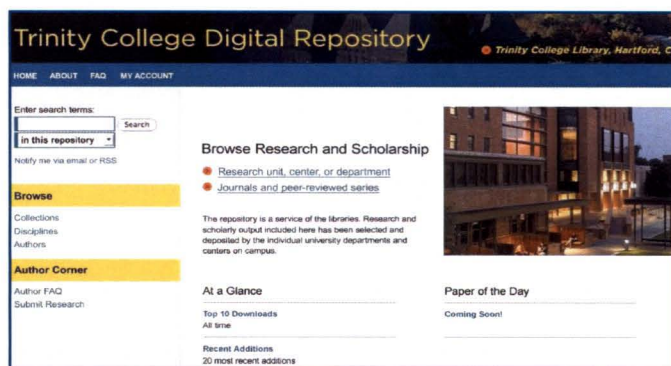 Trinity College Digital Repository
Trinity College Library, Hartford, C
HOME ABOUT FAQ MY ACCOUNT
Enter search terms:
Search
in this repository
Notify me via email or RSS
Browse
Collections
Disciplines
Authors
Author Corner
Author FAQ
Submit Research
Browse Research and Scholarship
Research unit, center, or department
Journals and peer-reviewed series
The repository is a service of the libraries. Research and
scholarly output included here has been selected and
deposited by the individual university departments and
centers on campus.
At a Glance
Top 10 Downloads
All time
Recent Additions
20 most recent additions
Paper of the Day
Coming Soon!